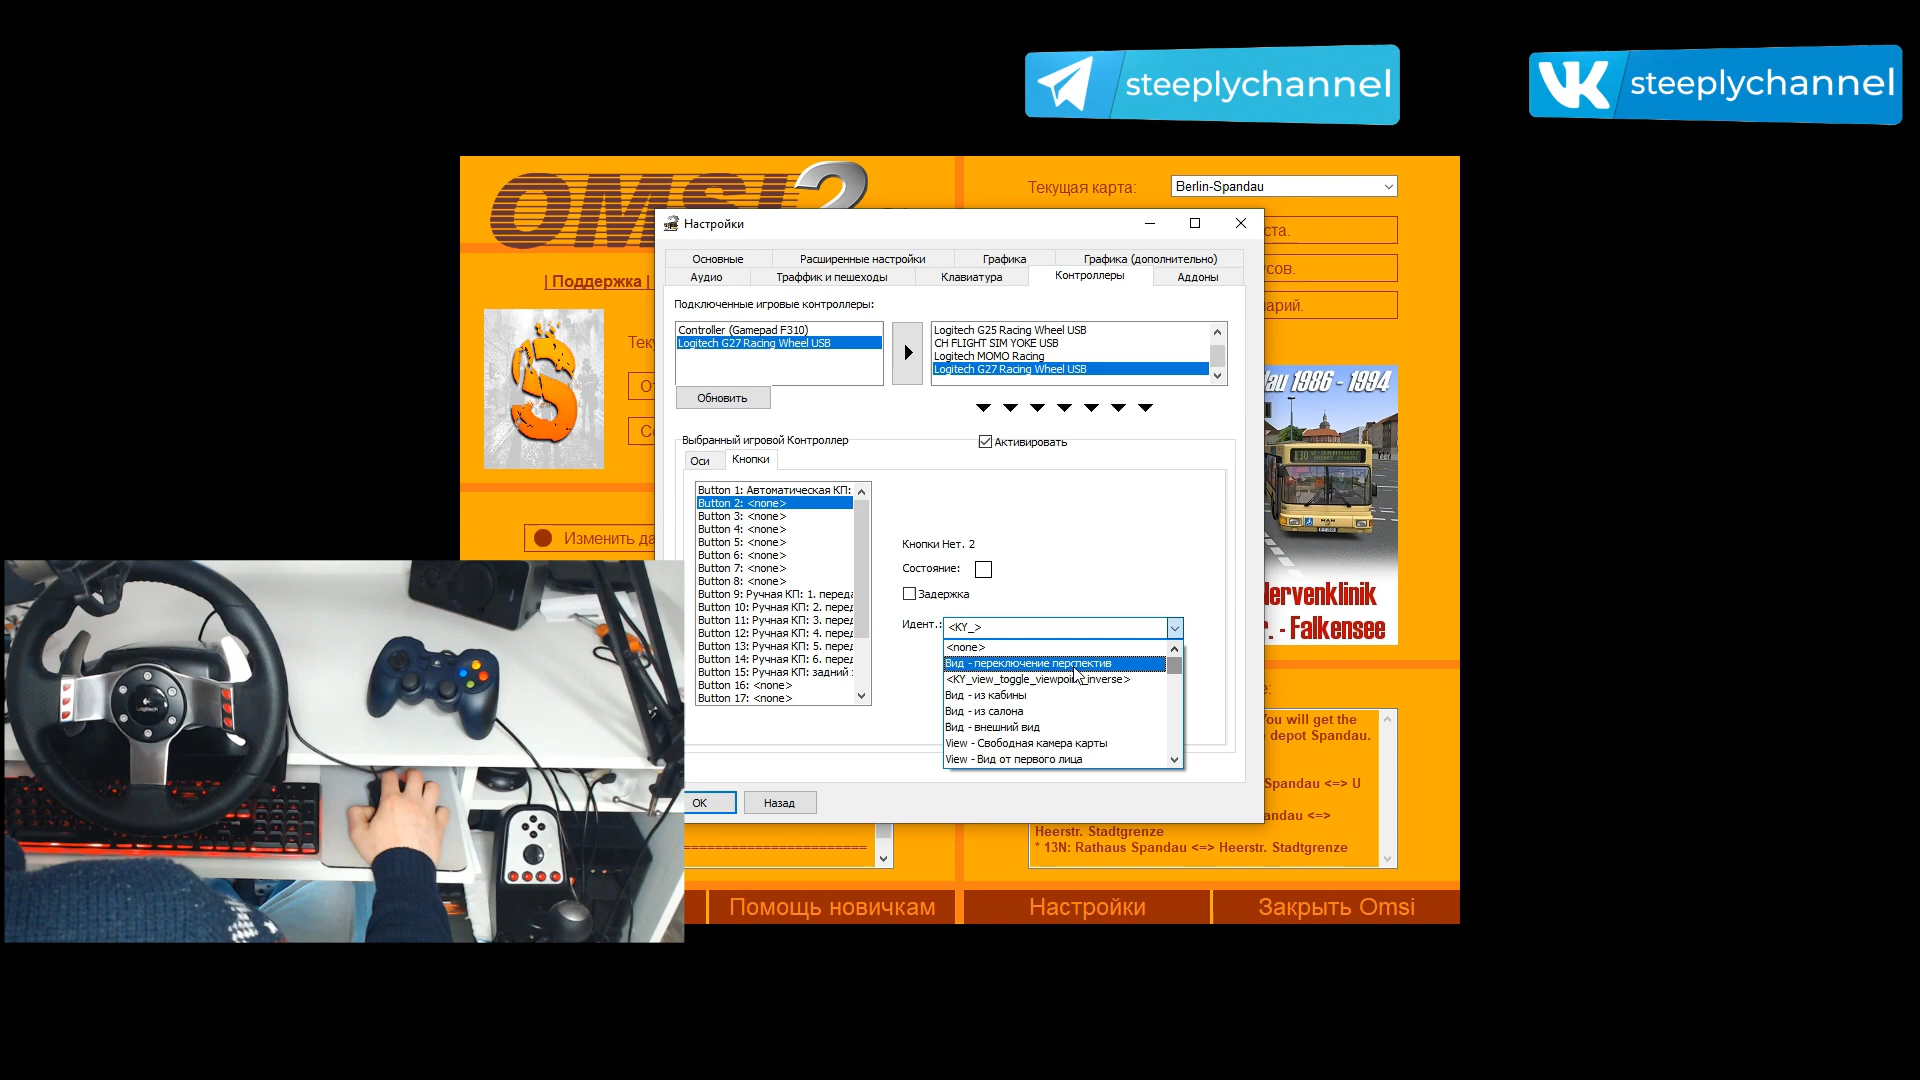 steeplychannel
steeplychannel
OMSI 2
Текущая карта:
Berlin-Spandau
ста.
сов.
арий.
| Поддержка |
Тек
От
Со
Изменить да
Настройки
Основные
Расширенные настройки
Графика
Графика (дополнительно)
Аудио
Траффик и пешеходы
Клавиатура
Контроллеры
Аддоны
Подключенные игровые контроллеры:
Controller (Gamepad F310)
Logitech G27 Racing Wheel USB
Обновить
Logitech G25 Racing Wheel USB
CH FLIGHT SIM YOKE USB
Logitech MOMO Racing
Logitech G27 Racing Wheel USB
Выбранный игровой Контроллер
Активировать
Оси
Кнопки
Button 1: Автоматическая КП:
Button 2: <none>
Button 3: <none>
Button 4: <none>
Button 5: <none>
Button 6: <none>
Button 7: <none>
Button 8: <none>
Button 9: Ручная КП: 1. переда
Button 10: Ручная КП: 2. перед
Button 11: Ручная КП: 3. перед
Button 12: Ручная КП: 4. перед
Button 13: Ручная КП: 5. перед
Button 14: Ручная КП: 6. перед
Button 15: Ручная КП: задний
Button 16: <none>
Button 17: <none>
Кнопки Нет. 2
Состояние:
Задержка
Идент.:
<KY_>
<none>
Вид - переключение перспектив
<KY_view_toggle_viewpoint_inverse>
Вид - из кабины
Вид - из салона
Вид - внешний вид
View - Свободная камера карты
View - Вид от первого лица
OK
Назад
au 1986 - 1994
MAN
Nervenklinik
r. - Falkensee
You will get the
depot Spandau.
Spandau <=> U
andau <=>
Heerstr. Stadtgrenze
* 13N: Rathaus Spandau <=> Heerstr. Stadtgrenze
=======================
Помощь новичкам
Настройки
Закрыть Omsi
Logitech